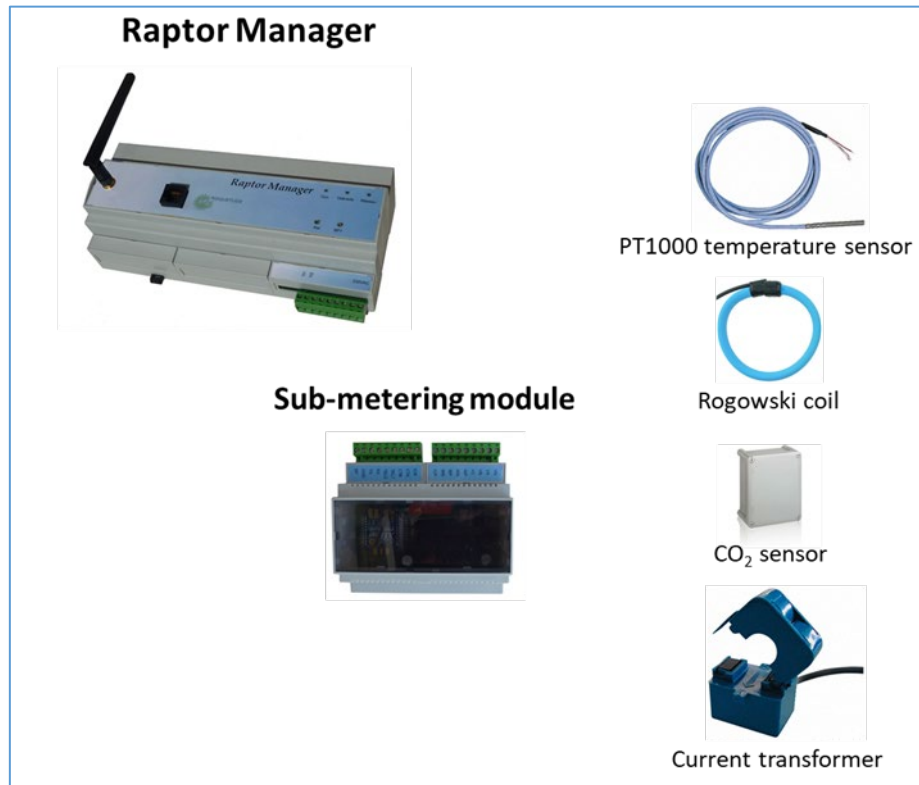 Raptor Manager
Raptor Manager
PT1000 temperature sensor
Rogowski coil
Sub-metering module
CO₂ sensor
Current transformer